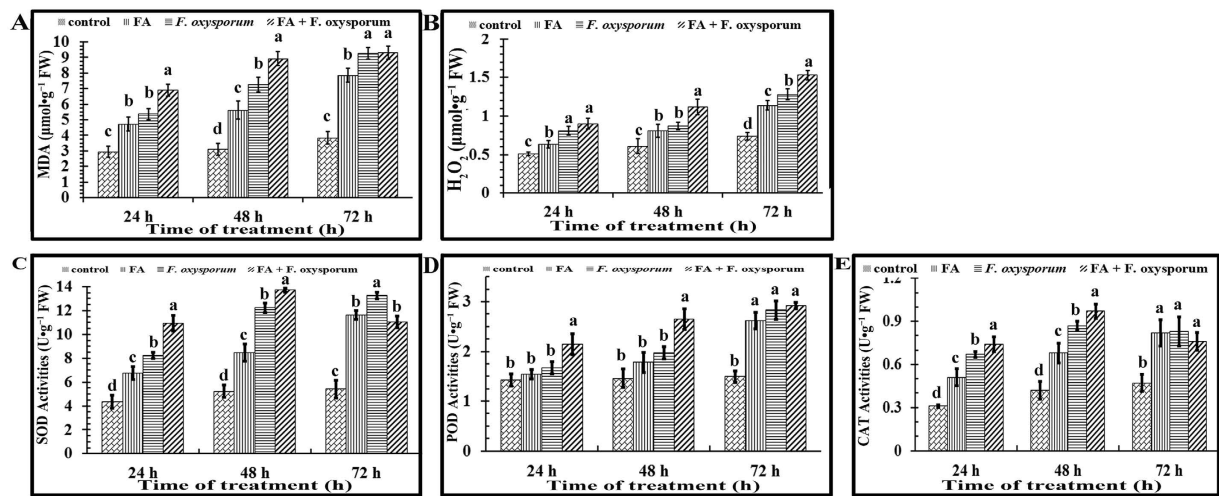 A
control FA F. oxysporum FA + F. oxysporum
MDA (μmol•g⁻¹ FW)
10
9
8
7
6
5
4
3
2
1
0
c b b a
d c b a
c b a a
24 h 48 h 72 h
Time of treatment (h)
B
control FA F. oxysporum FA + F. oxysporum
H₂O₂ (μmol•g⁻¹ FW)
2
1.5
1
0.5
0
c b a a
c b b a
d c b a
24 h 48 h 72 h
Time of treatment (h)
C
control FA F. oxysporum FA + F. oxysporum
SOD Activities (U•g⁻¹ FW)
14
12
10
8
6
4
2
0
d c b a
d c b a
c b a b
24 h 48 h 72 h
Time of treatment (h)
D
control FA F. oxysporum FA + F. oxysporum
POD Activities (U•g⁻¹ FW)
3
2
1
0
b b b a
b b b a
b a a a
24 h 48 h 72 h
Time of treatment (h)
E
control FA F. oxysporum FA + F. oxysporum
CAT Activities (U•g⁻¹ FW)
1.2
0.9
0.6
0.3
0
d c b a
d c b a
b a a a
24 h 48 h 72 h
Time of treatment (h)